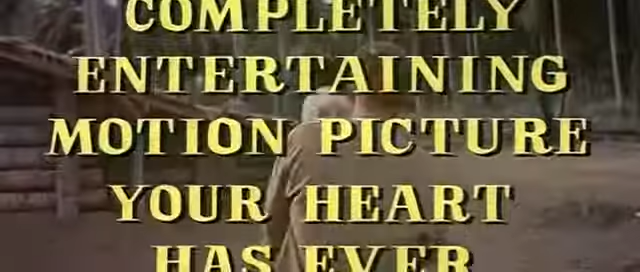 COMPLETELY
ENTERTAINING
MOTION PICTURE
YOUR HEART
HAS EVER